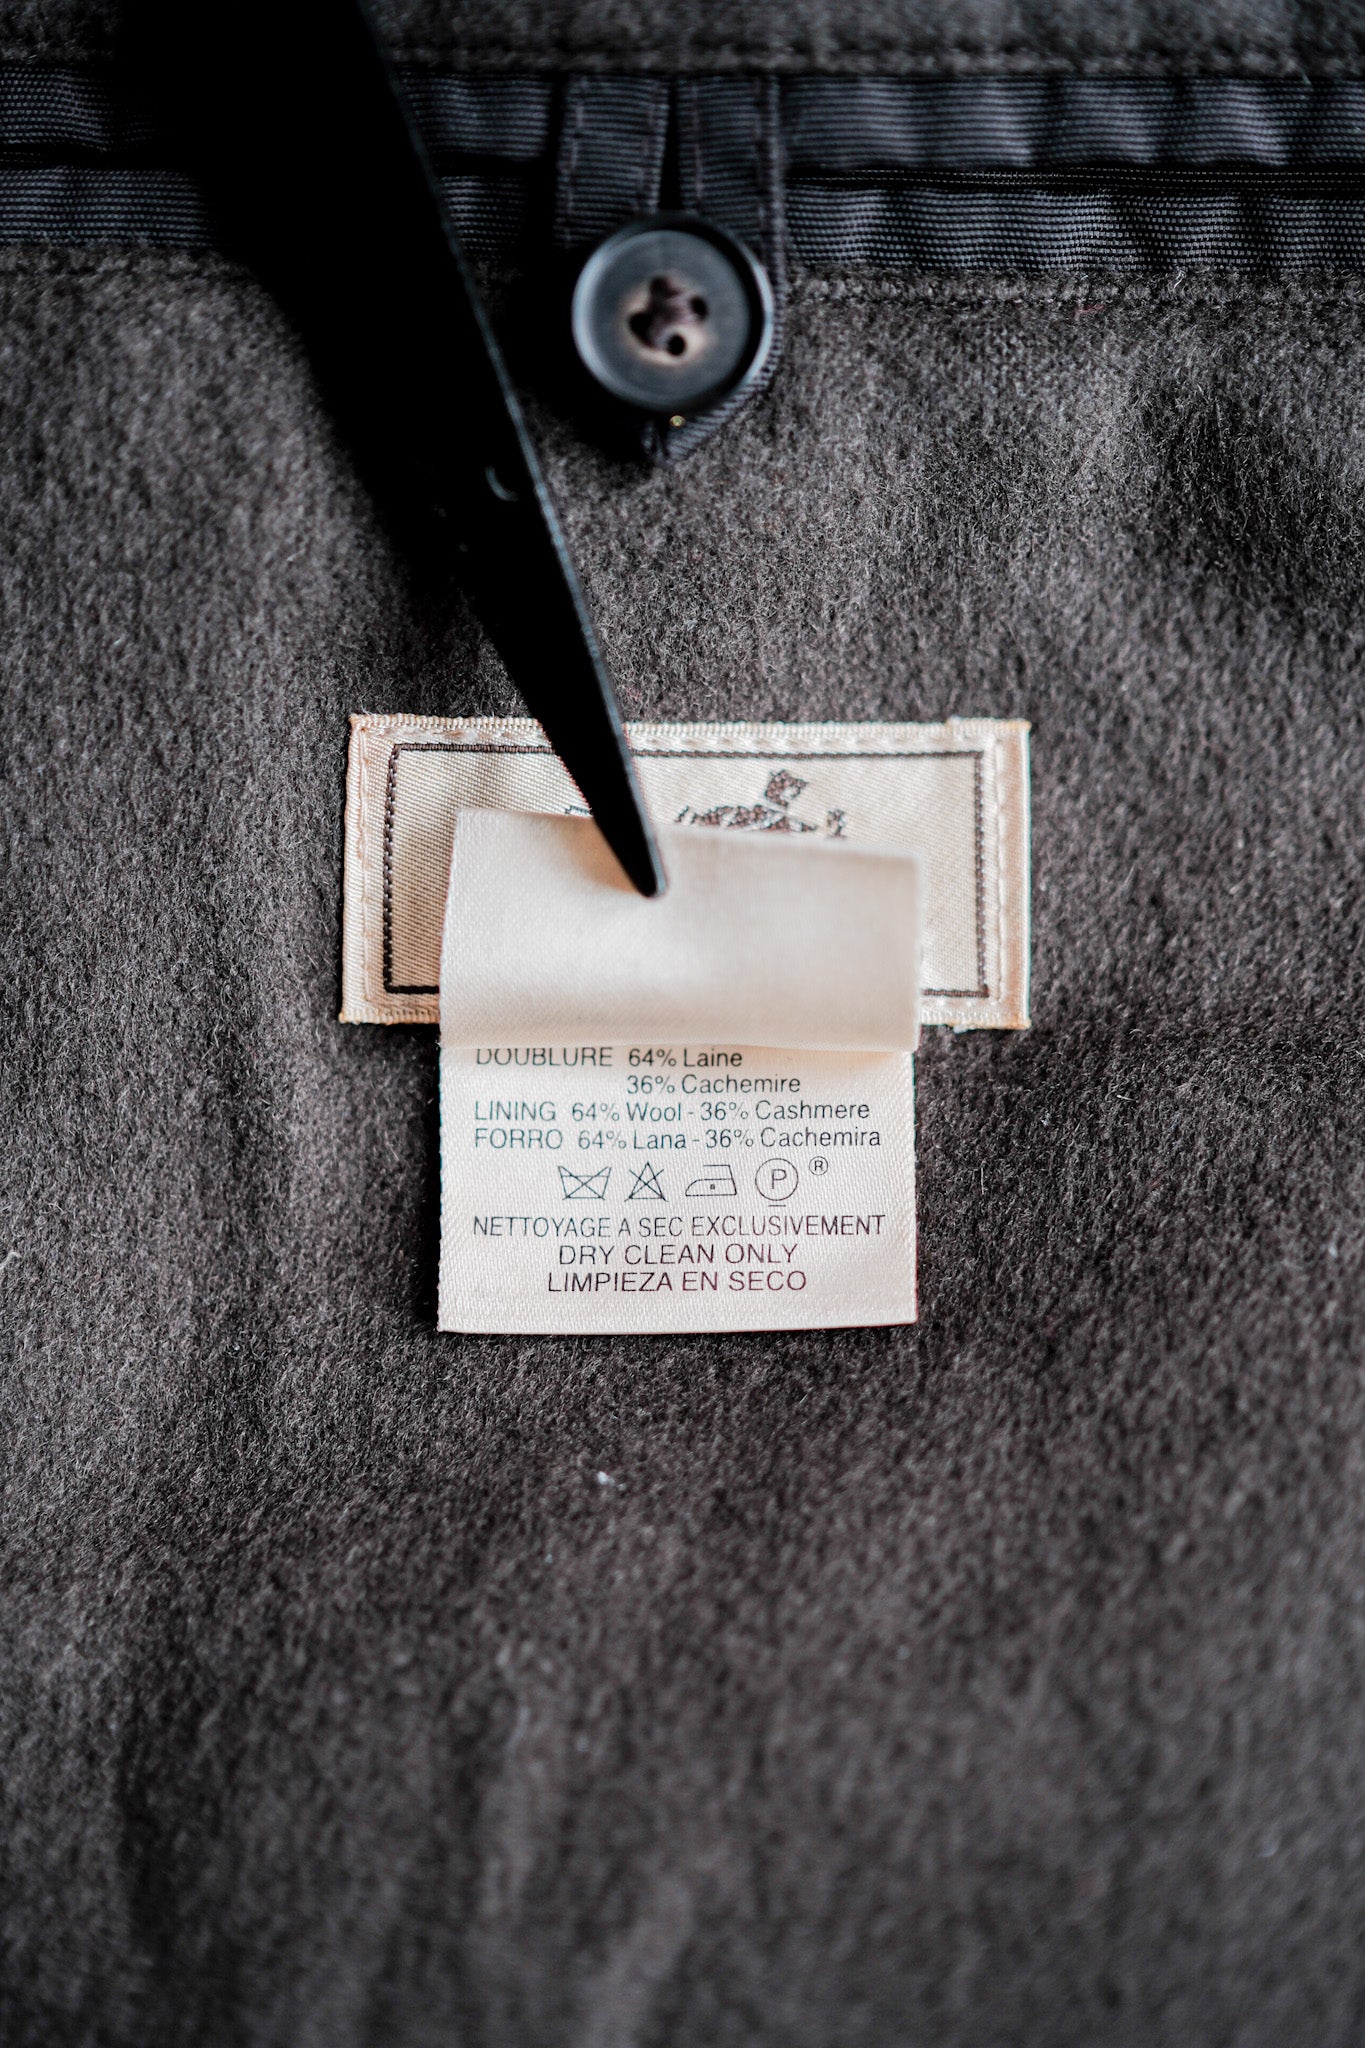 DOUBLURE 64% Laine
36% Cachemire
LINING 64% Wool - 36% Cashmere
FORRO 64% Lana - 36% Cachemira
P ®
NETTOYAGE A SEC EXCLUSIVEMENT
DRY CLEAN ONLY
LIMPIEZA EN SECO